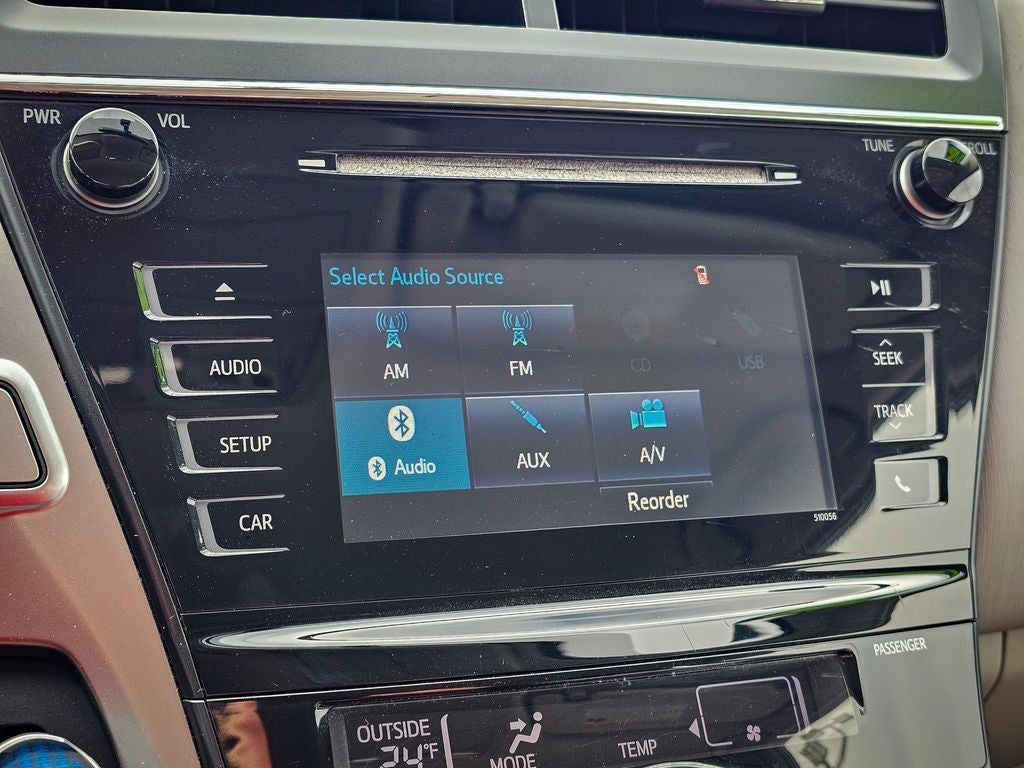 PWR
VOL
TUNE
Select Audio Source
AM
FM
CD
USB
AUDIO
SEEK
TRACK
SETUP
Audio
AUX
A/V
Reorder
CAR
510056
PASSENGER
OUTSIDE
°F
MODE
TEMP